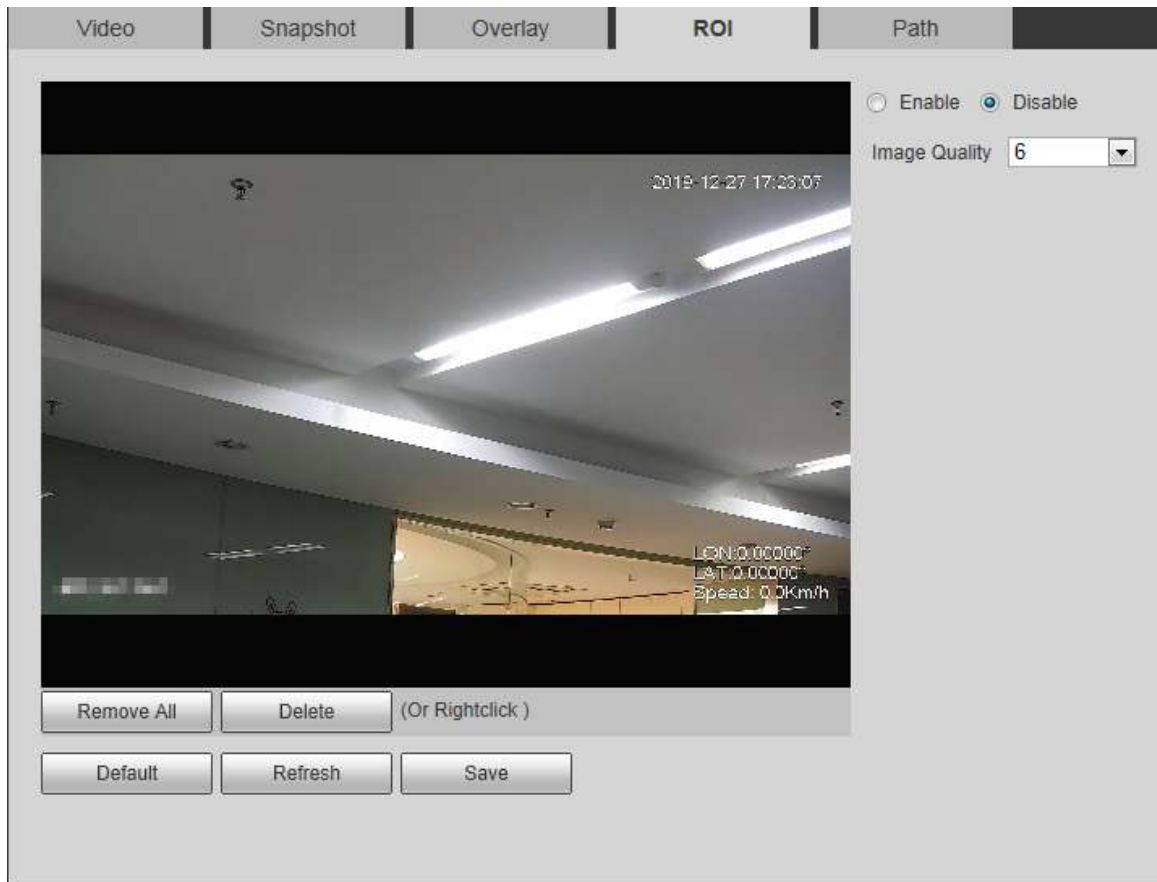 Video Snapshot Overlay ROI Path
Enable Disable
Image Quality 6
2019-12-27 17:23:07
LON:0.00000°
LAT:0.00000°
Speed: 0.0Km/h
Remove All Delete (Or Rightclick )
Default Refresh Save